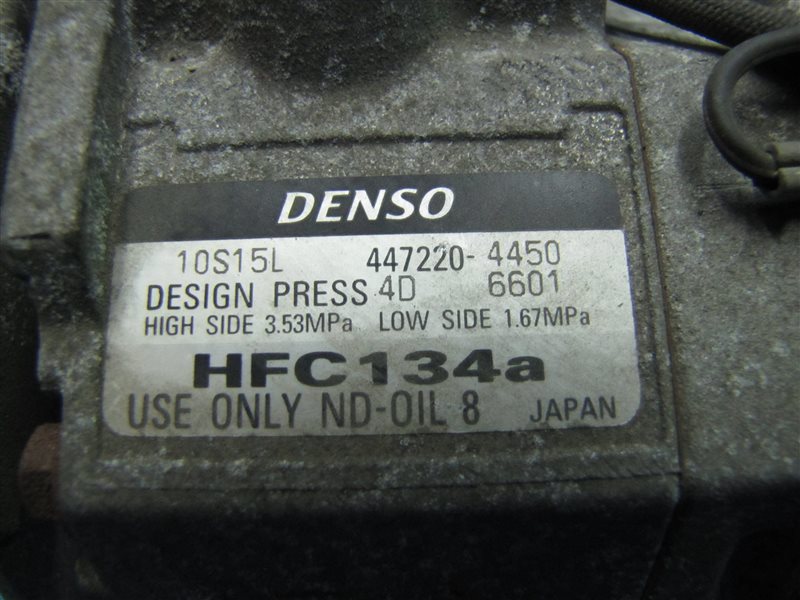 DENSO
10S15L 447220-4450
DESIGN PRESS 4D 6601
HIGH SIDE 3.53MPa LOW SIDE 1.67MPa
HFC134a
USE ONLY ND-OIL 8 JAPAN